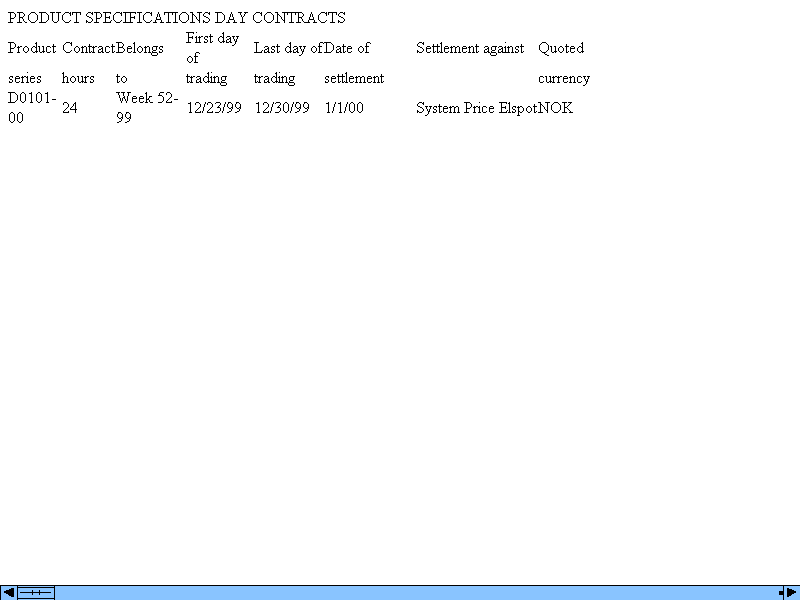 PRODUCT SPECIFICATIONS DAY CONTRACTS
Product Contract Belongs First day of Last day of Date of Settlement against Quoted
series hours to trading trading settlement currency
D0101-00 24 Week 52-99 12/23/99 12/30/99 1/1/00 System Price Elspot NOK